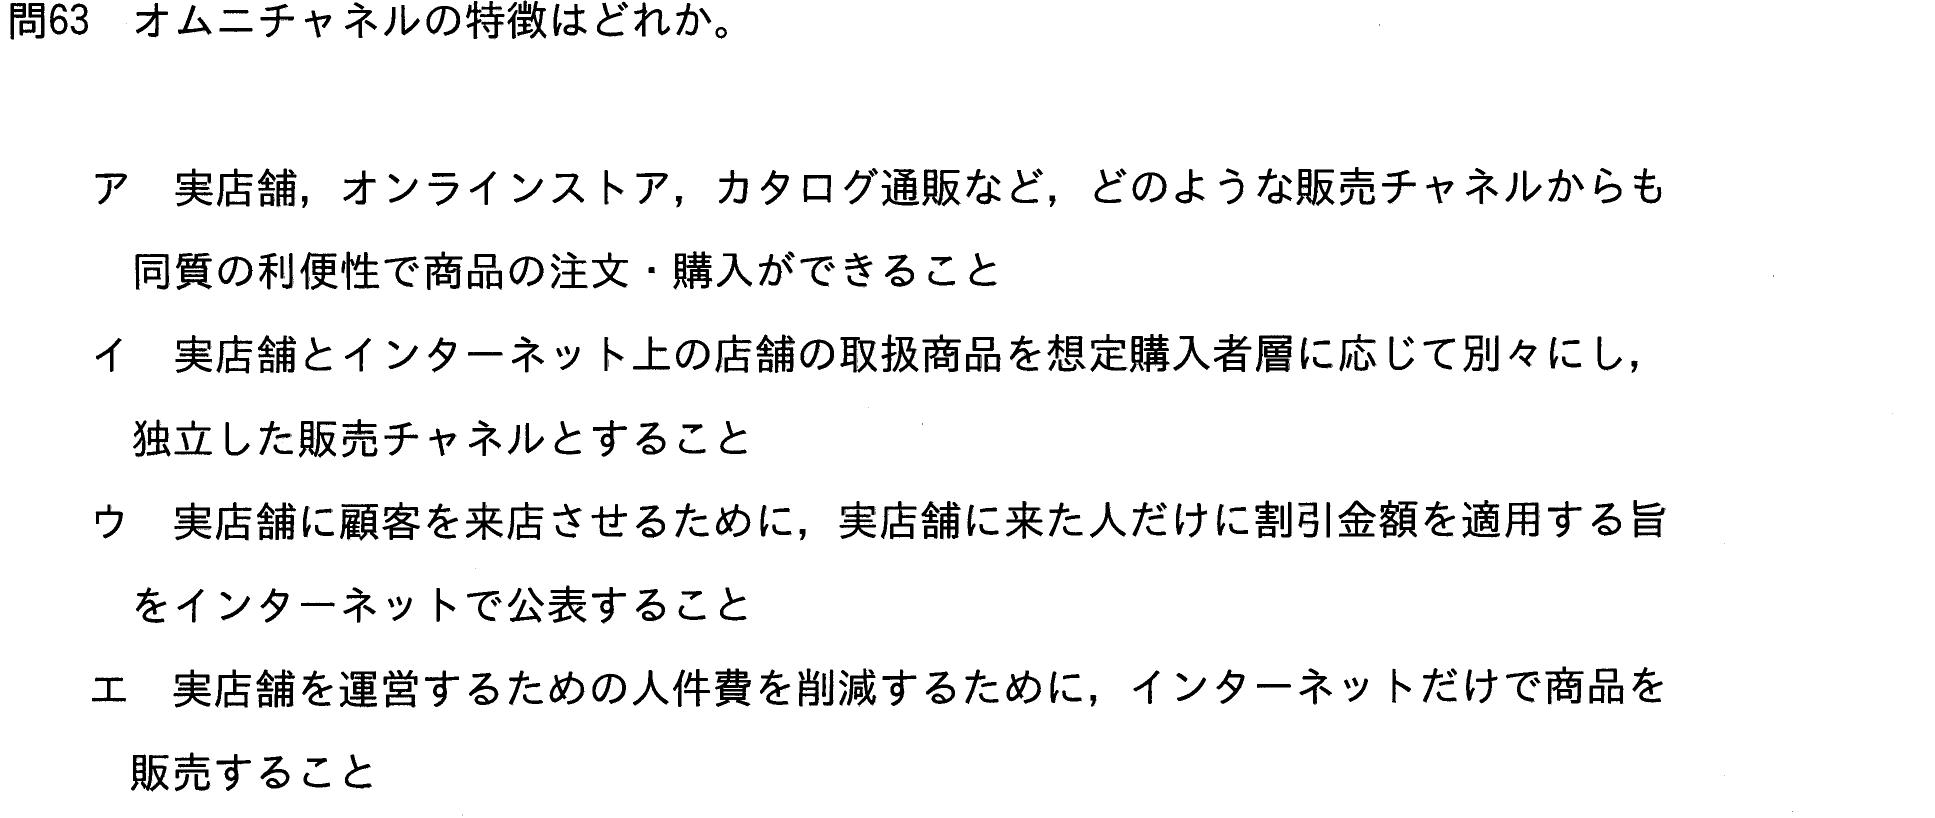 問63　オムニチャネルの特徴はどれか。
ア　実店舗，オンラインストア，カタログ通販など，どのような販売チャネルからも
同質の利便性で商品の注文・購入ができること
イ　実店舗とインターネット上の店舗の取扱商品を想定購入者層に応じて別々にし，
独立した販売チャネルとすること
ウ　実店舗に顧客を来店させるために，実店舗に来た人だけに割引金額を適用する旨
をインターネットで公表すること
エ　実店舗を運営するための人件費を削減するために，インターネットだけで商品を
販売すること